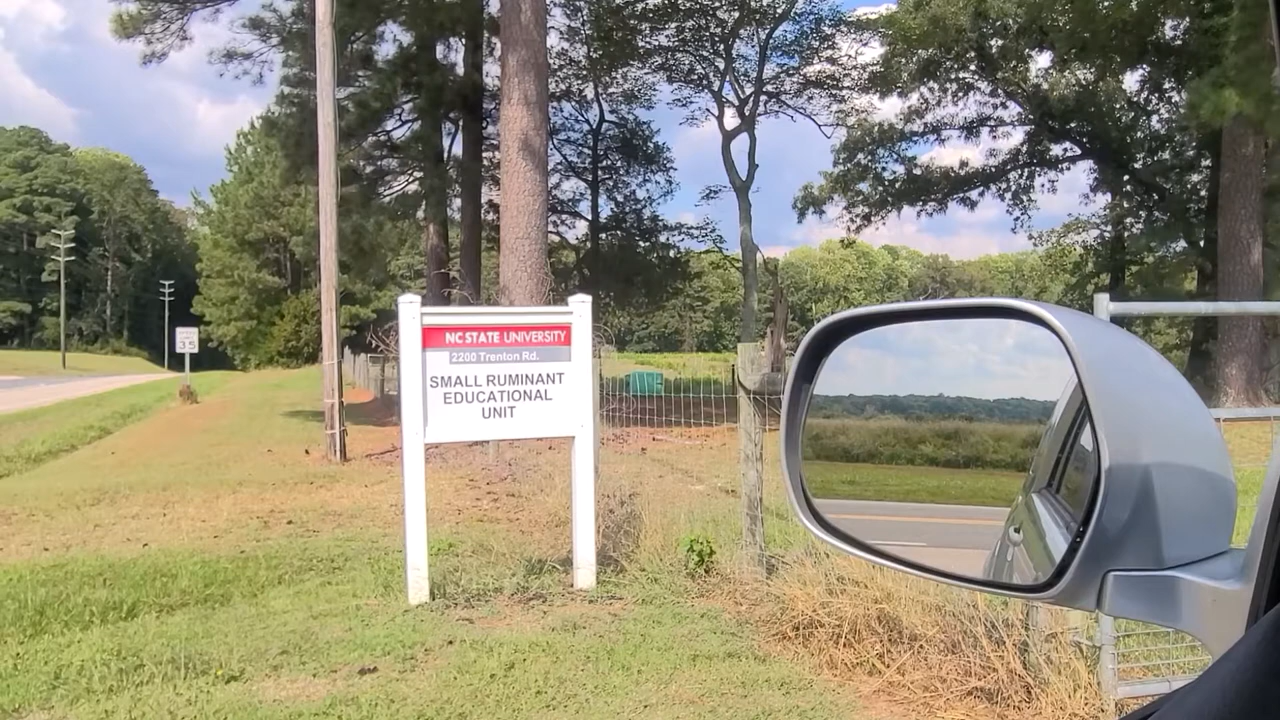 NC STATE UNIVERSITY
2200 Trenton Rd.
SMALL RUMINANT
EDUCATIONAL
UNIT
35